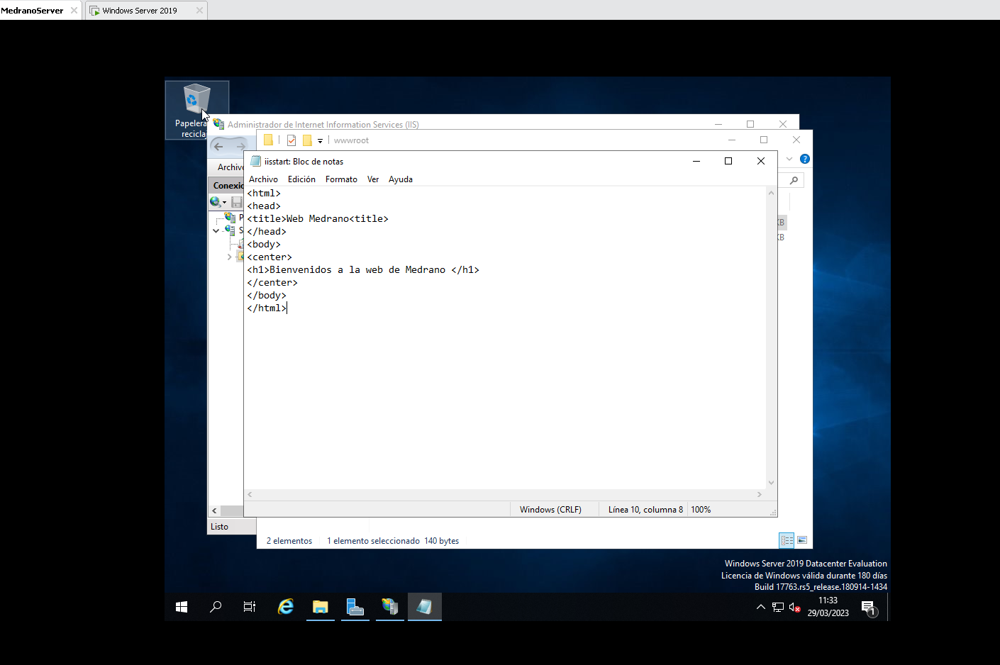 MedranoServer
Windows Server 2019
Papelera
recicla
Administrador de Internet Information Services (IIS)
wwwroot
Archivo
iisstart: Bloc de notas
Archivo Edición Formato Ver Ayuda
<html>
<head>
<title>Web Medrano<title>
</head>
<body>
<center>
<h1>Bienvenidos a la web de Medrano </h1>
</center>
</body>
</html>
Conexio
P
S
KB
KB
Windows (CRLF) Línea 10, columna 8 100%
Listo
2 elementos 1 elemento seleccionado 140 bytes
Windows Server 2019 Datacenter Evaluation
Licencia de Windows válida durante 180 días
Build 17763.rs5_release.180914-1434
11:33
29/03/2023
1